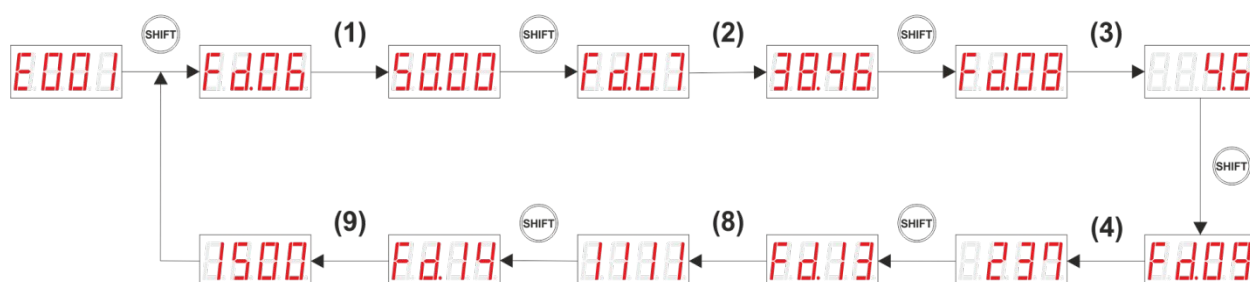 SHIFT (1) SHIFT (2) SHIFT (3)
E001 Fd.06 50.00 Fd.07 38.46 Fd.08 4.6
SHIFT
(9) SHIFT (8) SHIFT (4)
1500 Fd.14 1111 Fd.13 237 Fd.09